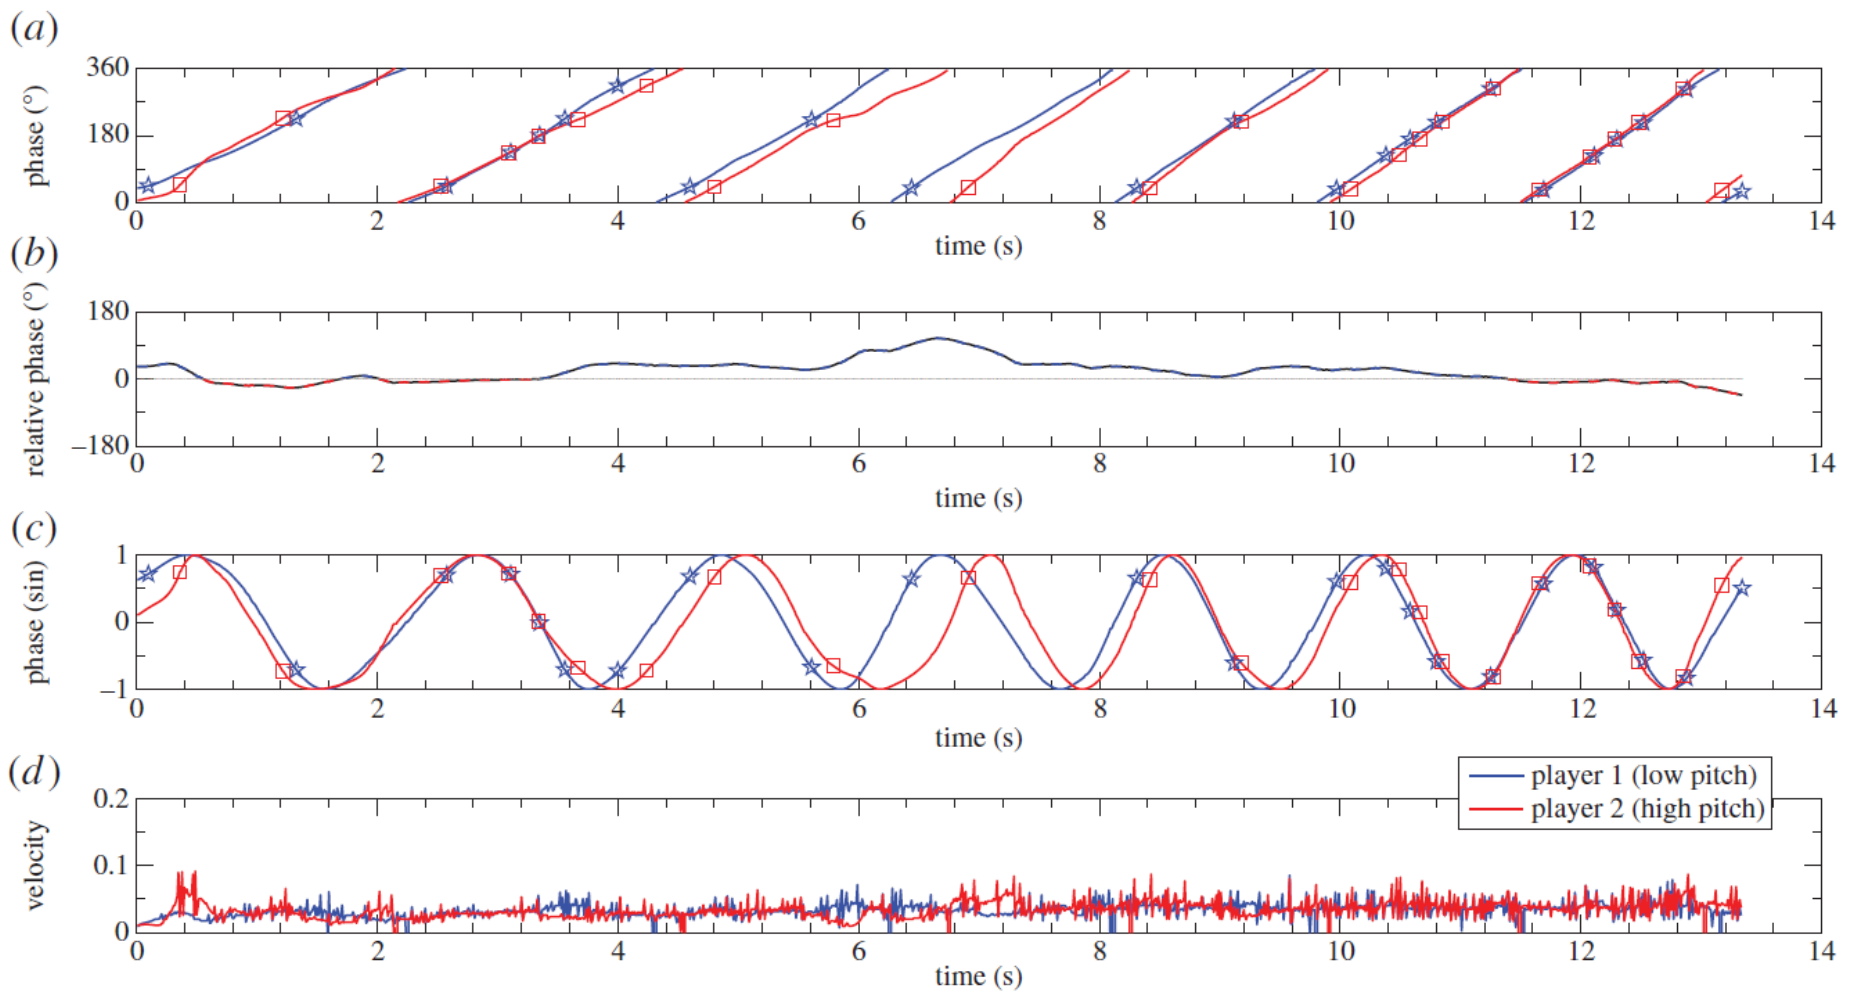 (a)
360
180
0
phase (°)
0 2 4 6 8 10 12 14
time (s)
(b)
180
0
–180
relative phase (°)
0 2 4 6 8 10 12 14
time (s)
(c)
1
0
–1
phase (sin)
0 2 4 6 8 10 12 14
time (s)
(d)
player 1 (low pitch)
player 2 (high pitch)
0.2
0.1
0
velocity
0 2 4 6 8 10 12 14
time (s)